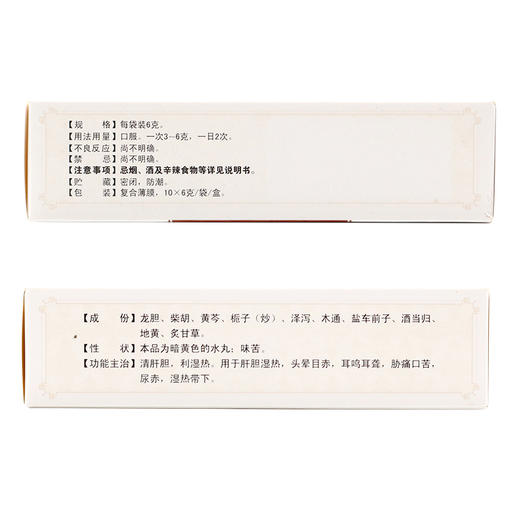 【规 格】每袋装6克。
【用法用量】口服。一次3-6克，一日2次。
【不良反应】尚不明确。
【禁 忌】尚不明确。
【注意事项】忌烟、酒及辛辣食物等详见说明书。
【贮 藏】密闭，防潮。
【包 装】复合薄膜，10×6克/袋/盒。
【成 份】龙胆、柴胡、黄芩、栀子（炒）、泽泻、木通、盐车前子、酒当归、
地黄、炙甘草。
【性 状】本品为暗黄色的水丸；味苦。
【功能主治】清肝胆，利湿热。用于肝胆湿热，头晕目赤，耳鸣耳聋，胁痛口苦，
尿赤，湿热带下。